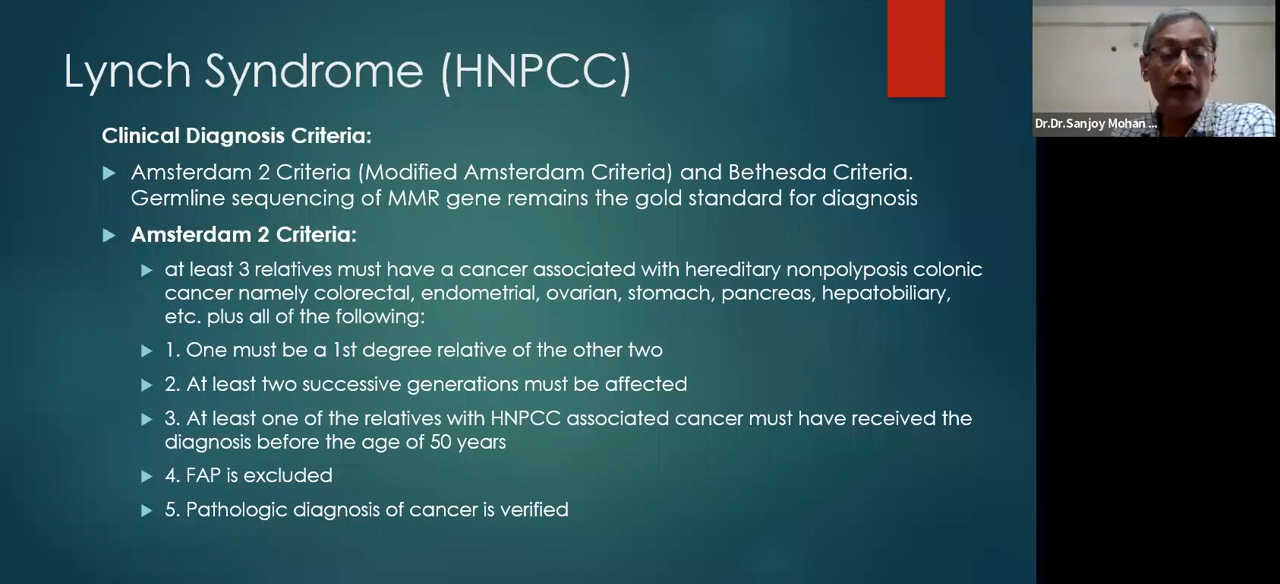 Lynch Syndrome (HNPCC)
Clinical Diagnosis Criteria:
Amsterdam 2 Criteria (Modified Amsterdam Criteria) and Bethesda Criteria.
Germline sequencing of MMR gene remains the gold standard for diagnosis
Amsterdam 2 Criteria:
at least 3 relatives must have a cancer associated with hereditary nonpolyposis colonic
cancer namely colorectal, endometrial, ovarian, stomach, pancreas, hepatobiliary,
etc. plus all of the following:
1. One must be a 1st degree relative of the other two
2. At least two successive generations must be affected
3. At least one of the relatives with HNPCC associated cancer must have received the
diagnosis before the age of 50 years
4. FAP is excluded
5. Pathologic diagnosis of cancer is verified
Dr.Dr.Sanjoy Mohan ...